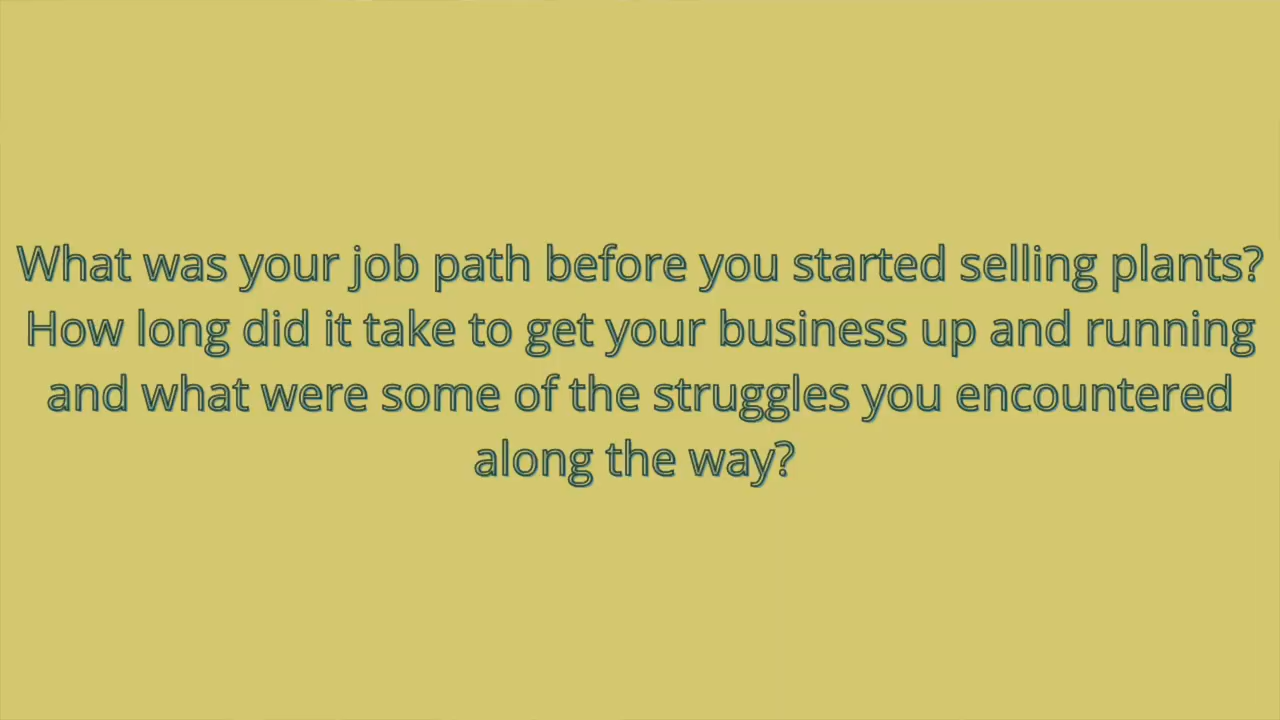 What was your job path before you started selling plants?
How long did it take to get your business up and running
and what were some of the struggles you encountered
along the way?